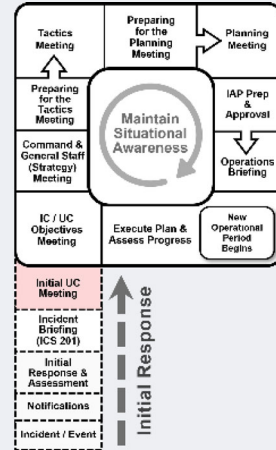 Tactics
Meeting
Preparing
for the
Planning
Meeting
Planning
Meeting
Preparing
for the
Tactics
Meeting
Maintain
Situational
Awareness
IAP Prep
&
Approval
Command &
General Staff
(Strategy)
Meeting
Operations
Briefing
IC / UC
Objectives
Meeting
Execute Plan &
Assess Progress
New
Operational
Period
Begins
Initial UC
Meeting
Incident
Briefing
(ICS 201)
Initial
Response &
Assessment
Notifications
Incident / Event
Initial Response